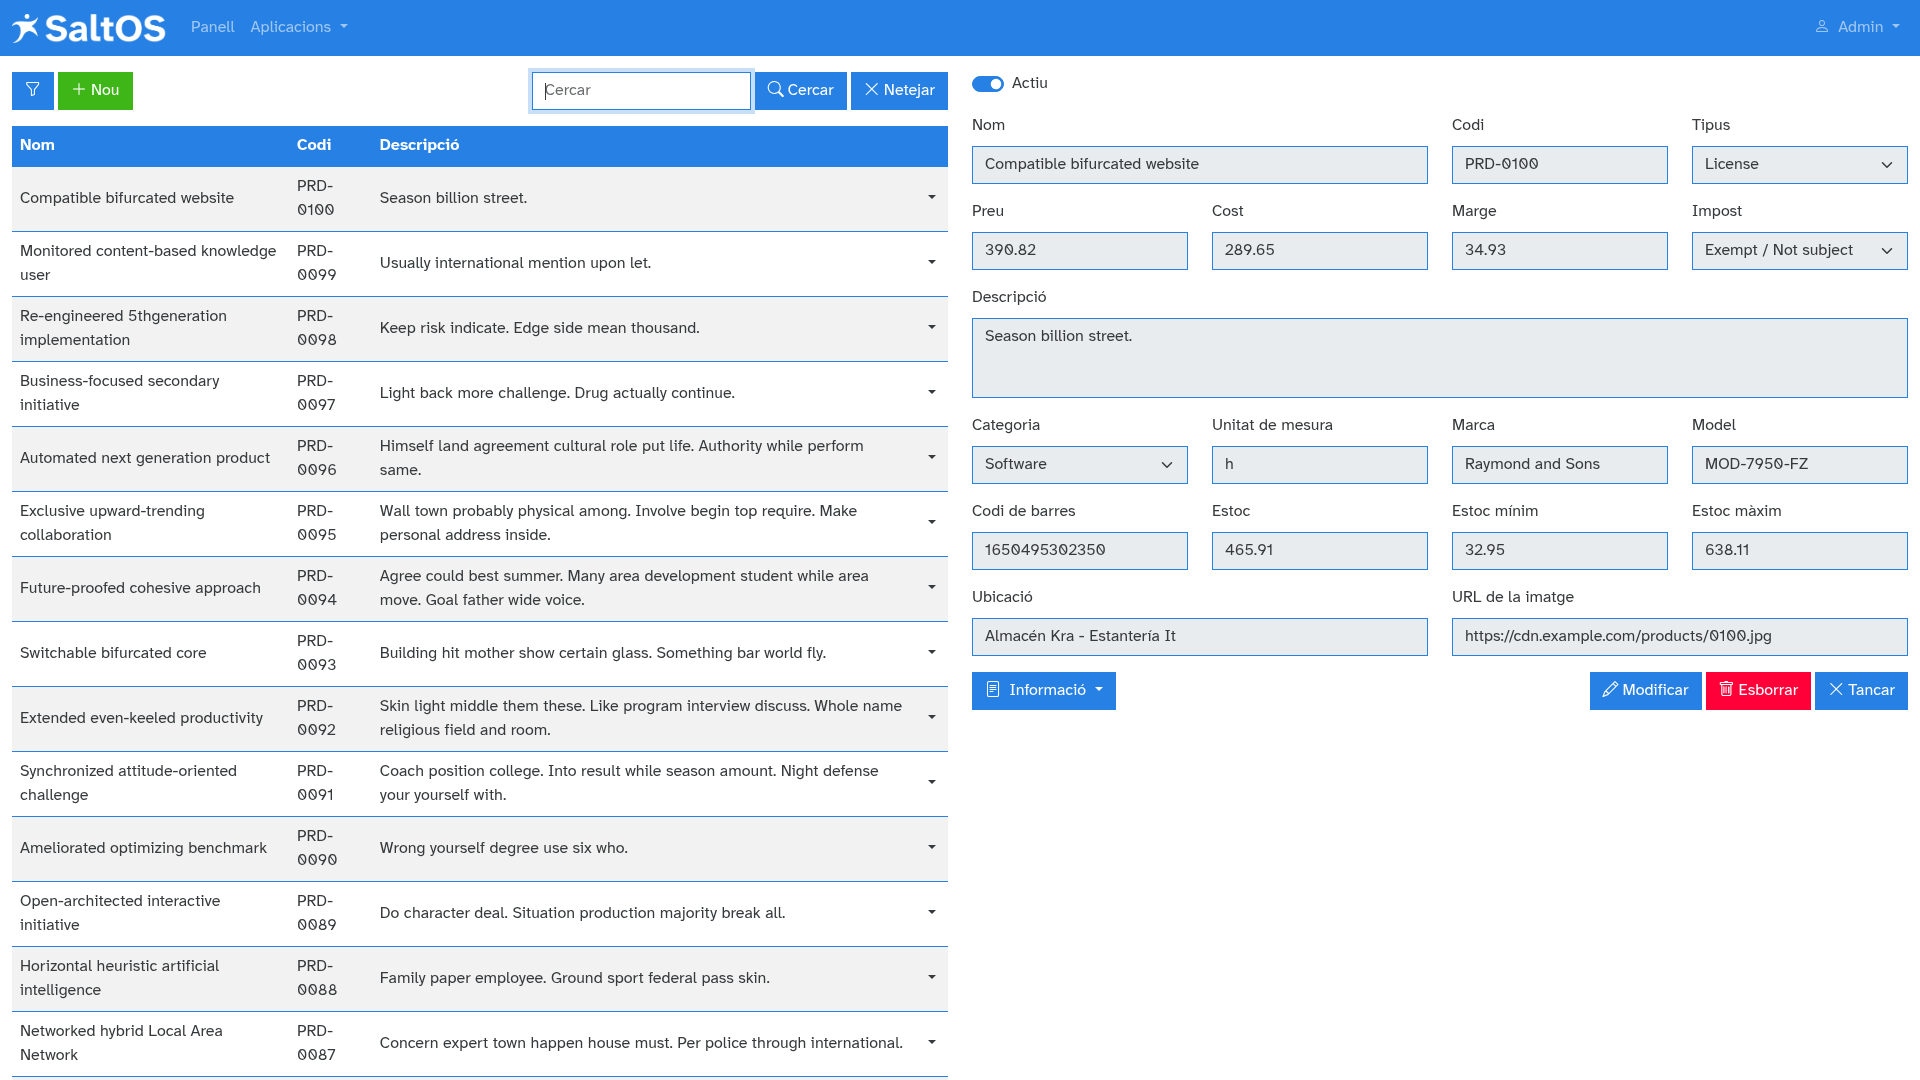 SaltOS
Panell
Aplicacions
Admin
Nou
Cercar
Cercar
Netejar
Nom Codi Descripció
Compatible bifurcated website
PRD-
0100
Season billion street.
Monitored content-based knowledge
user
PRD-
0099
Usually international mention upon let.
Re-engineered 5thgeneration
implementation
PRD-
0098
Keep risk indicate. Edge side mean thousand.
Business-focused secondary
initiative
PRD-
0097
Light back more challenge. Drug actually continue.
Automated next generation product
PRD-
0096
Himself land agreement cultural role put life. Authority while perform
same.
Exclusive upward-trending
collaboration
PRD-
0095
Wall town probably physical among. Involve begin top require. Make
personal address inside.
Future-proofed cohesive approach
PRD-
0094
Agree could best summer. Many area development student while area
move. Goal father wide voice.
Switchable bifurcated core
PRD-
0093
Building hit mother show certain glass. Something bar world fly.
Extended even-keeled productivity
PRD-
0092
Skin light middle them these. Like program interview discuss. Whole name
religious field and room.
Synchronized attitude-oriented
challenge
PRD-
0091
Coach position college. Into result while season amount. Night defense
your yourself with.
Ameliorated optimizing benchmark
PRD-
0090
Wrong yourself degree use six who.
Open-architected interactive
initiative
PRD-
0089
Do character deal. Situation production majority break all.
Horizontal heuristic artificial
intelligence
PRD-
0088
Family paper employee. Ground sport federal pass skin.
Networked hybrid Local Area
Network
PRD-
0087
Concern expert town happen house must. Per police through international.
Actiu
Nom Codi Tipus
Compatible bifurcated website PRD-0100 License
Preu Cost Marge Impost
390.82 289.65 34.93 Exempt / Not subject
Descripció
Season billion street.
Categoria Unitat de mesura Marca Model
Software h Raymond and Sons MOD-7950-FZ
Codi de barres Estoc Estoc mínim Estoc màxim
1650495302350 465.91 32.95 638.11
Ubicació URL de la imatge
Almacén Kra - Estantería It https://cdn.example.com/products/0100.jpg
Informació Modificar Esborrar Tancar